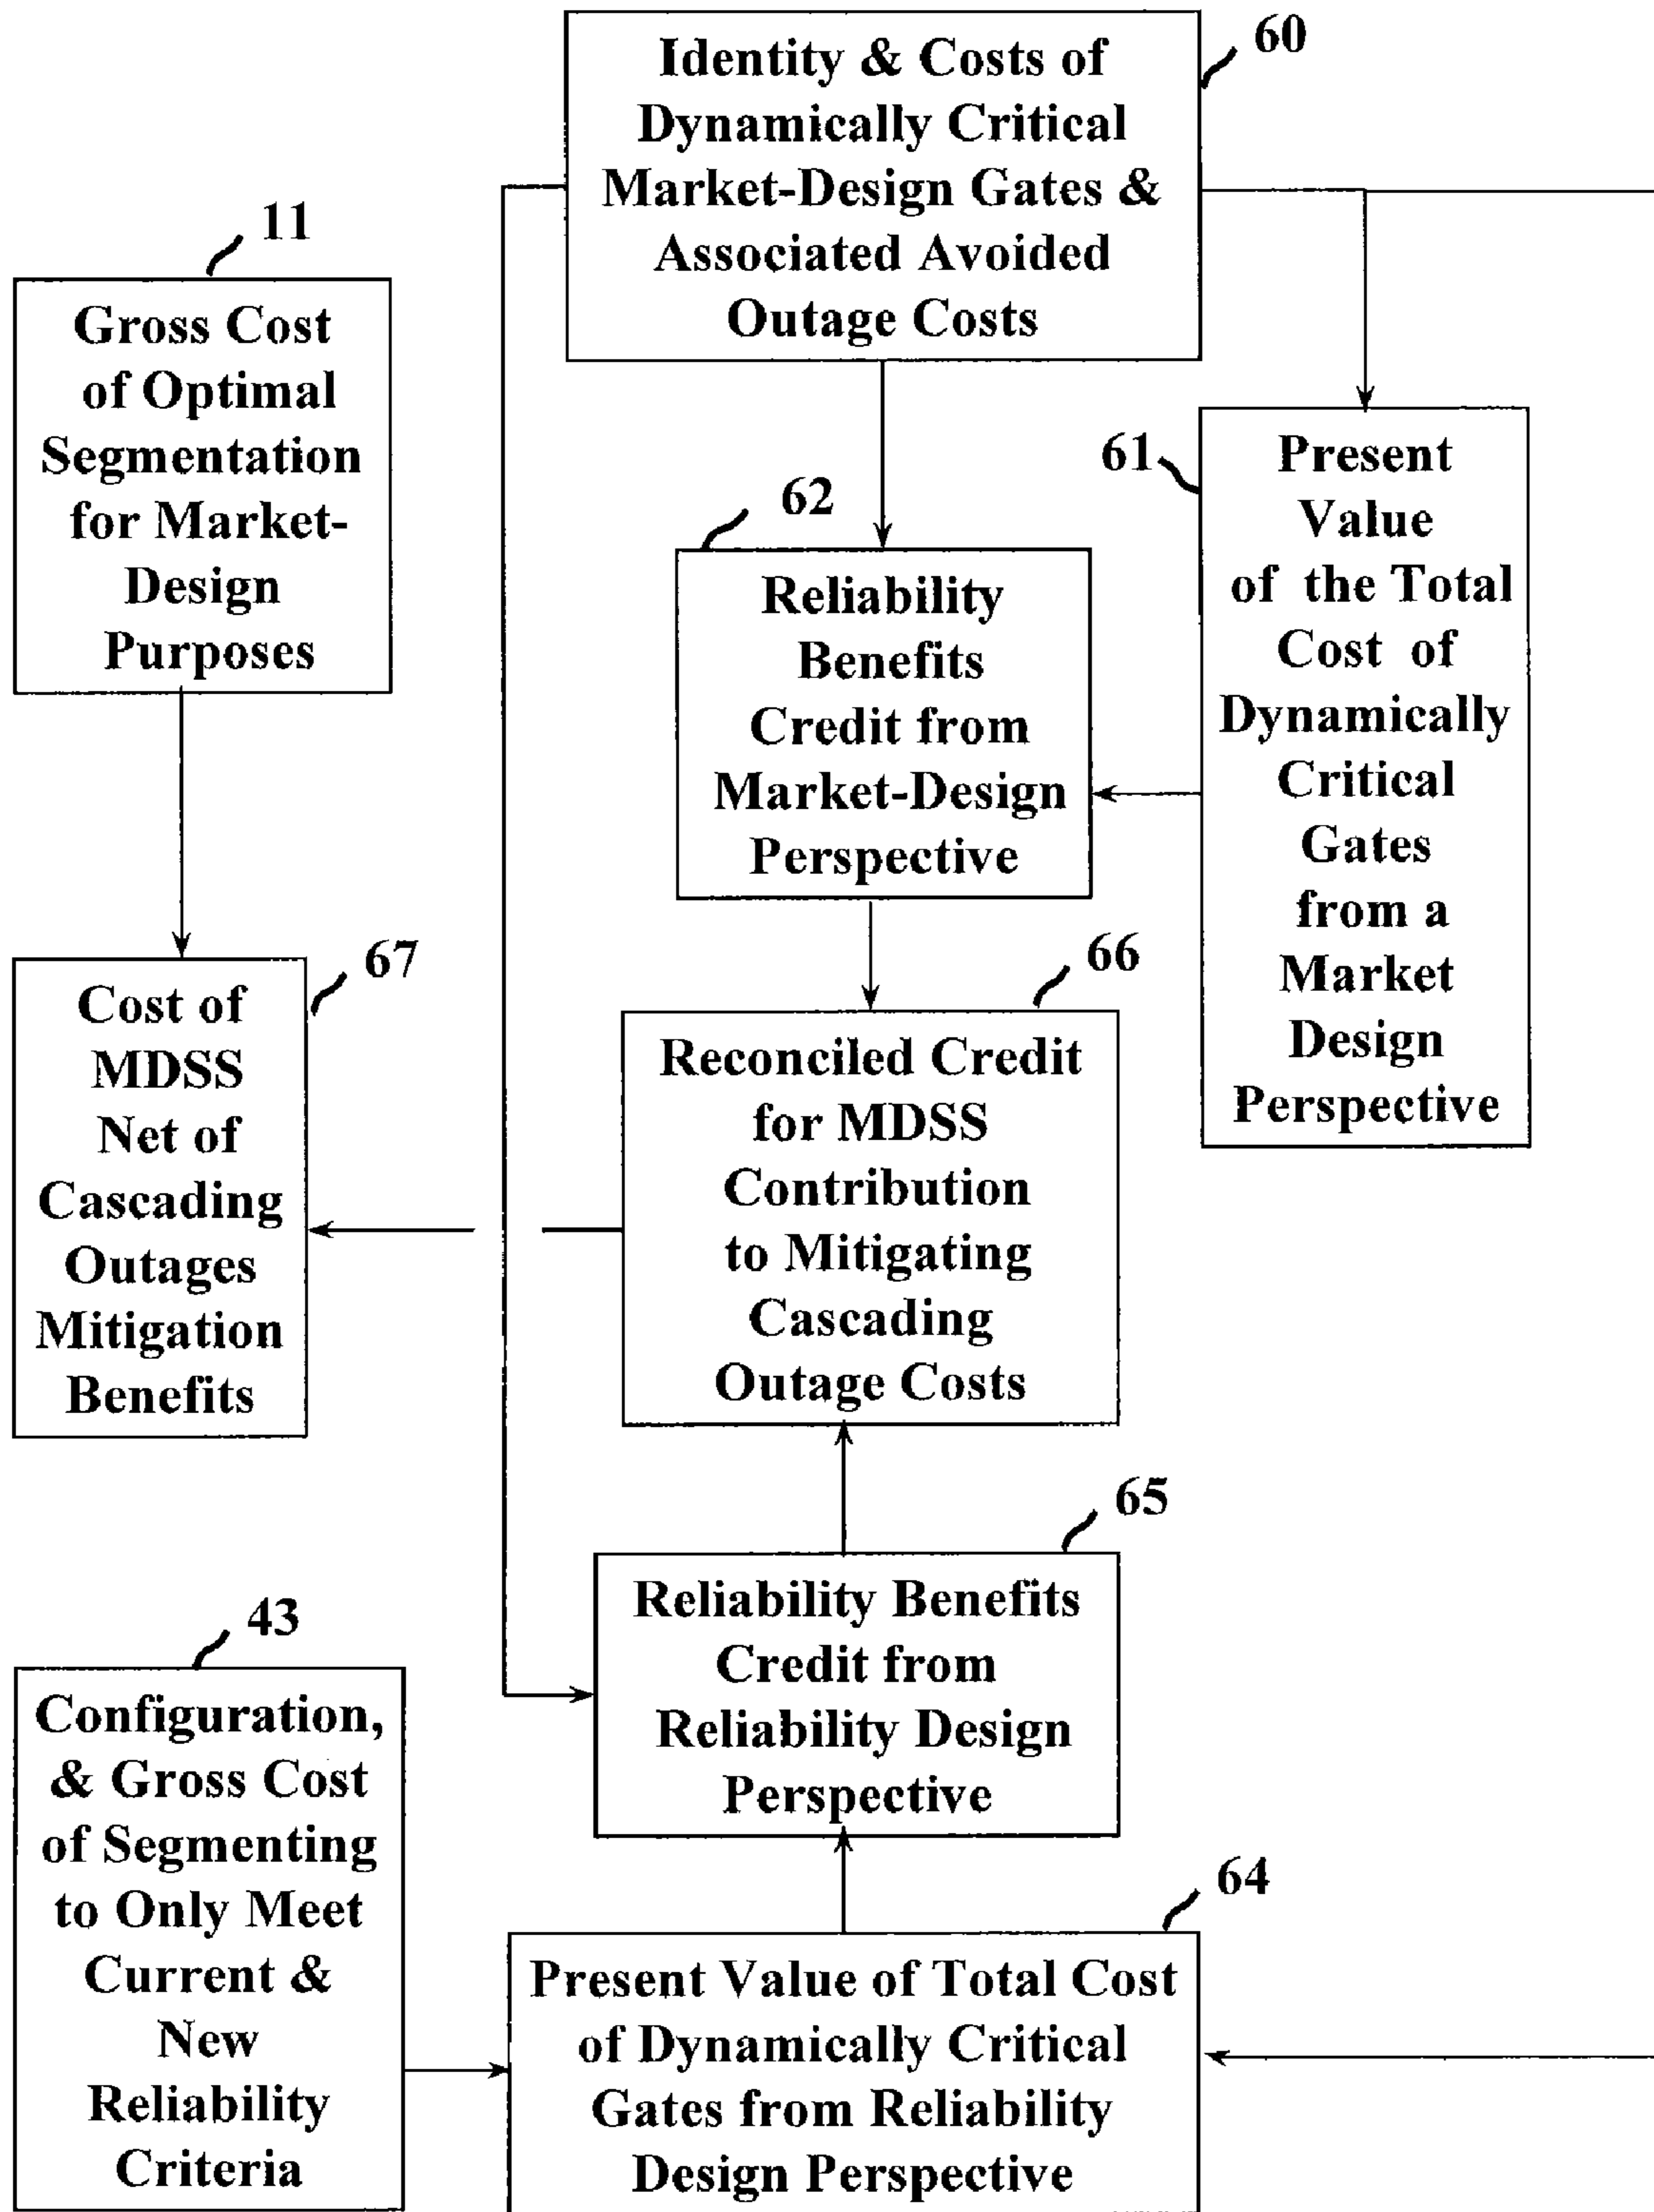 60
Identity & Costs of
Dynamically Critical
Market-Design Gates &
Associated Avoided
Outage Costs
11
Gross Cost
of Optimal
Segmentation
for Market-
Design
Purposes
61
Present
Value
of the Total
Cost of
Dynamically
Critical
Gates
from a
Market
Design
Perspective
62
Reliability
Benefits
Credit from
Market-Design
Perspective
67
Cost of
MDSS
Net of
Cascading
Outages
Mitigation
Benefits
66
Reconciled Credit
for MDSS
Contribution
to Mitigating
Cascading
Outage Costs
65
Reliability Benefits
Credit from
Reliability Design
Perspective
43
Configuration,
& Gross Cost
of Segmenting
to Only Meet
Current &
New
Reliability
Criteria
64
Present Value of Total Cost
of Dynamically Critical
Gates from Reliability
Design Perspective